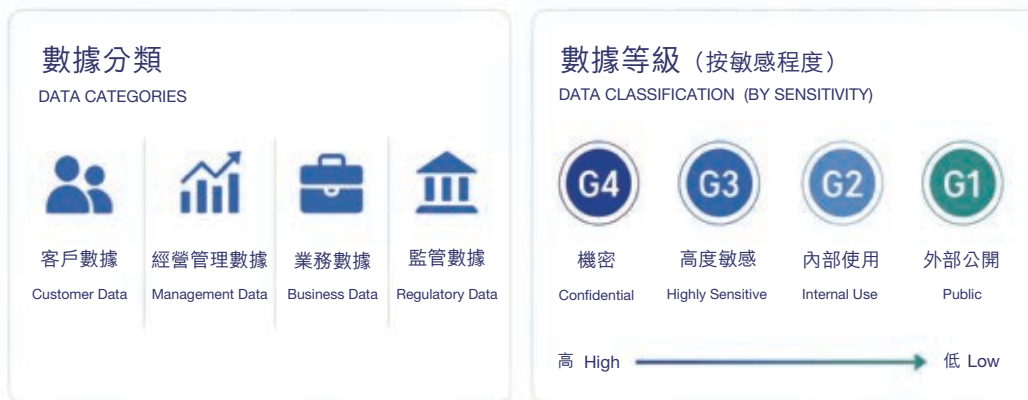 數據分類
DATA CATEGORIES
客戶數據
Customer Data
經營管理數據
Management Data
業務數據
Business Data
監管數據
Regulatory Data
數據等級（按敏感程度）
DATA CLASSIFICATION (BY SENSITIVITY)
G4
機密
Confidential
G3
高度敏感
Highly Sensitive
G2
內部使用
Internal Use
G1
外部公開
Public
高 High
低 Low